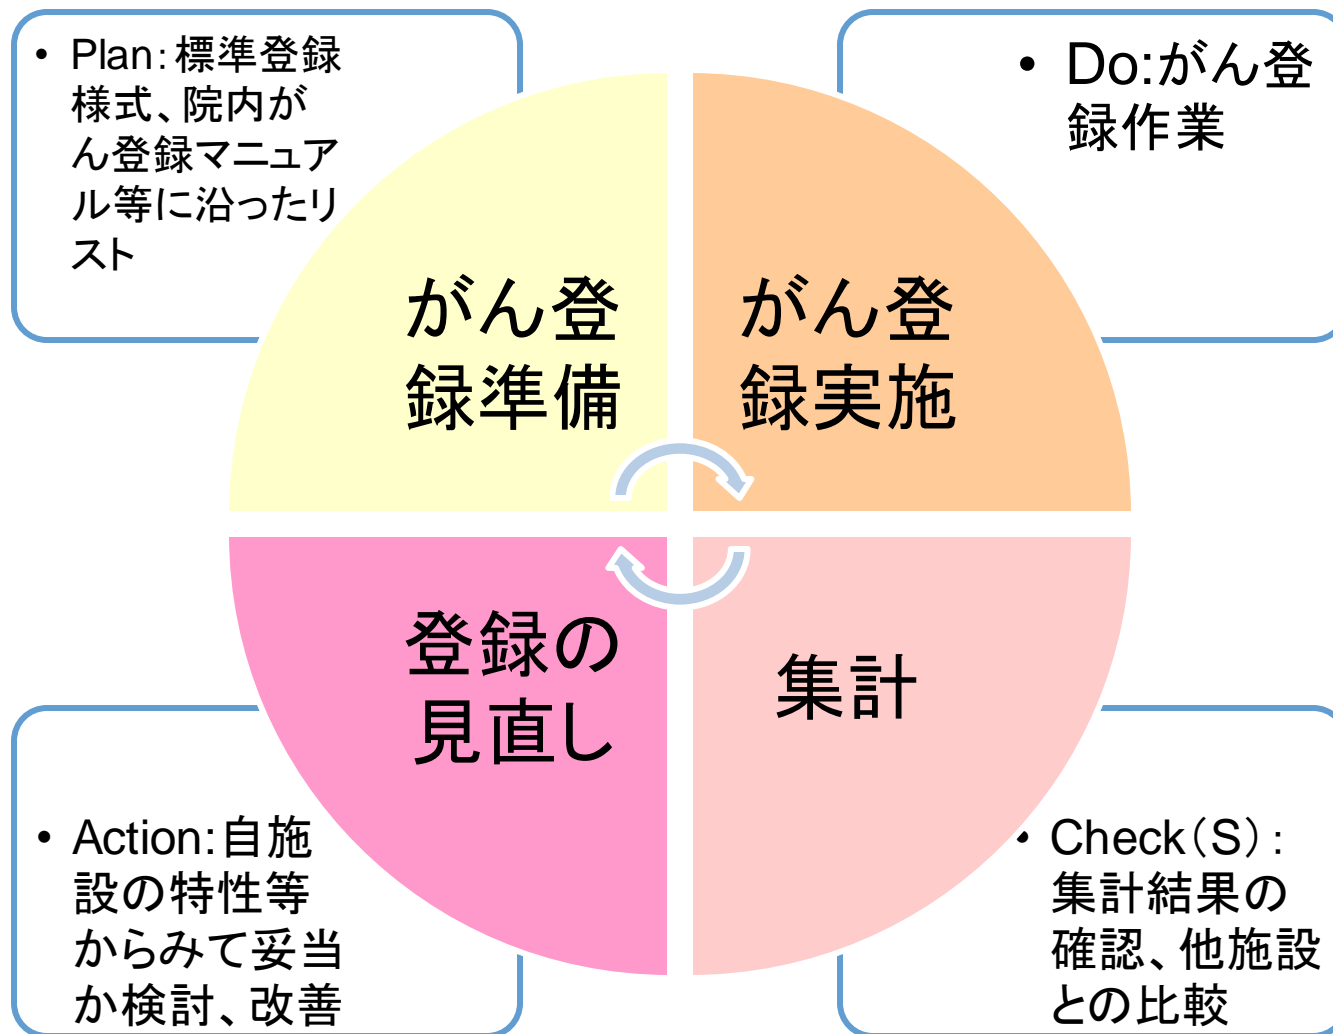 • Plan：標準登録
様式、院内が
ん登録マニュア
ル等に沿ったリ
スト
• Do:がん登
録作業
がん登
録準備
がん登
録実施
登録の
見直し
集計
• Action:自施
設の特性等
からみて妥当
か検討、改善
• Check（S）：
集計結果の
確認、他施設
との比較